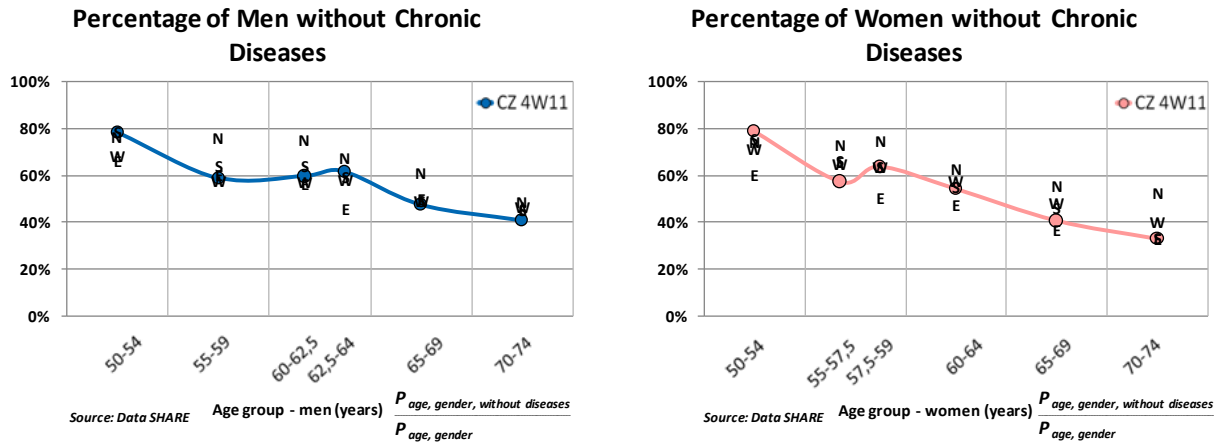 Percentage of Men without Chronic
Diseases
100%
80%
60%
40%
20%
0%
CZ 4W11
N
W
E
N
S
E
W
N
S
W
E
N
S
W
E
N
E
S
W
N
W
E
S
50-54
55-59
60-62,5
62,5-64
65-69
70-74
Source: Data SHARE
Age group - men (years)
P age, gender, without diseases
P age, gender
Percentage of Women without Chronic
Diseases
100%
80%
60%
40%
20%
0%
CZ 4W11
N
S
W
E
N
S
E
W
N
S
W
E
N
W
S
E
N
W
S
E
N
W
S
E
50-54
55-57,5
57,5-59
60-64
65-69
70-74
Source: Data SHARE
Age group - women (years)
P age, gender, without diseases
P age, gender